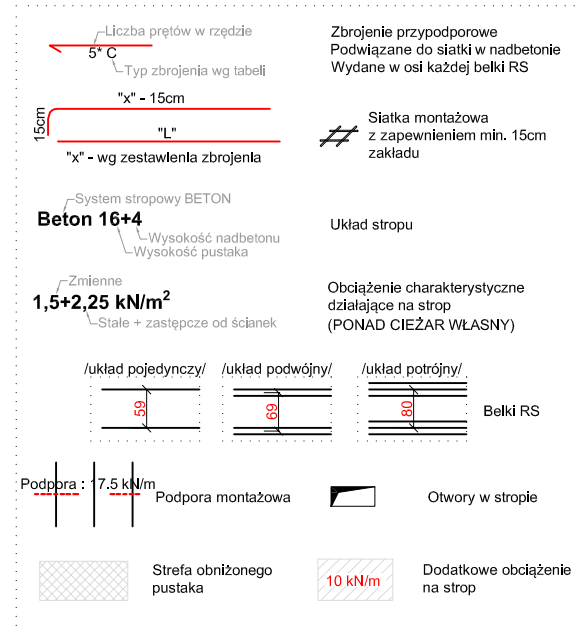 Liczba prętów w rzędzie
5* C
Typ zbrojenia wg tabeli
Zbrojenie przypodporowe
Podwiązane do siatki w nadbetonie
Wydane w osi każdej belki RS
"x" - 15cm
15cm
"L"
"x" - wg zestawienia zbrojenia
Siatka montażowa
z zapewnieniem min. 15cm
zakładu
System stropowy BETON
Beton 16+4
Wysokość nadbetonu
Wysokość pustaka
Układ stropu
Zmienne
1,5+2,25 kN/m²
Stałe + zastępcze od ścianek
Obciążenie charakterystyczne
działające na strop
(PONAD CIEŻAR WŁASNY)
/układ pojedynczy/
/układ podwójny/
/układ potrójny/
59
69
80
Belki RS
Podpora : 17.5 kN/m
Podpora montażowa
Otwory w stropie
Strefa obniżonego
pustaka
10 kN/m
Dodatkowe obciążenie
na strop